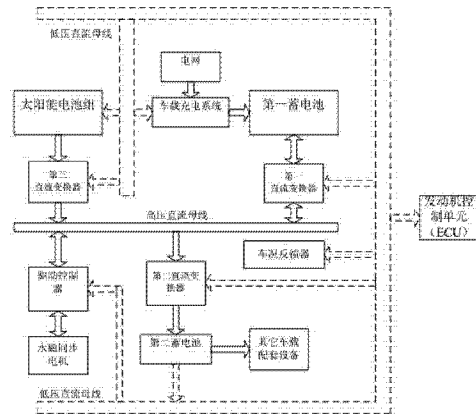 低压直流母线
电网
太阳能电池组
车载充电系统
第一蓄电池
第三
直流变换器
第一
直流变换器
高压直流母线
发动机控
制单元
（ECU）
车况反馈器
驱动控制
器
第二直流变
换器
永磁同步
电机
第二蓄电池
其它车载
配套设备
低压直流母线